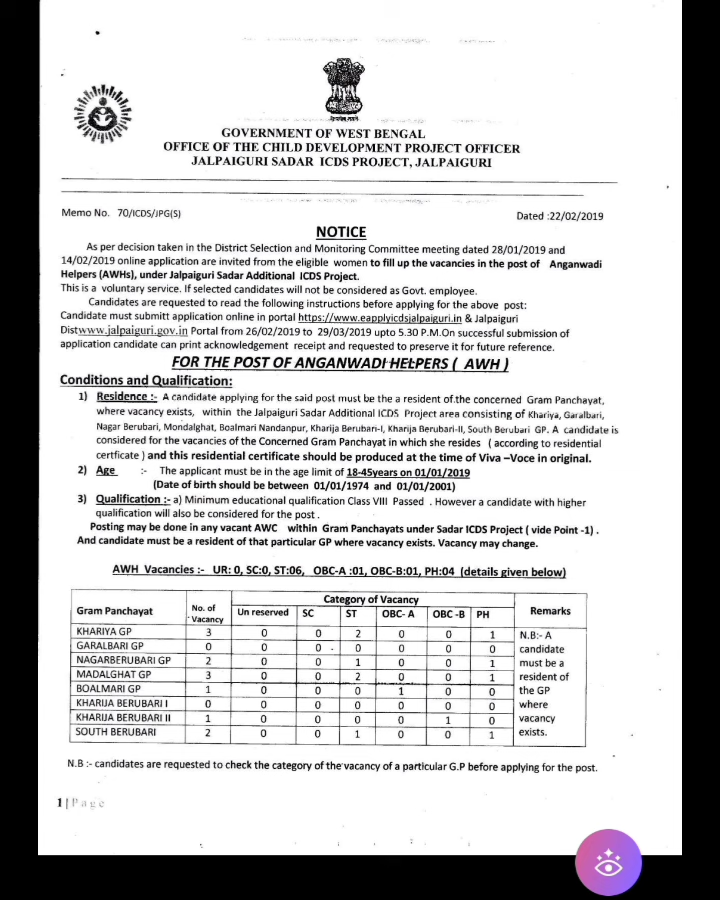 GOVERNMENT OF WEST BENGAL
OFFICE OF THE CHILD DEVELOPMENT PROJECT OFFICER
JALPAIGURI SADAR ICDS PROJECT, JALPAIGURI
Memo No. 70/ICDS/JPG(S)
Dated :22/02/2019
NOTICE
As per decision taken in the District Selection and Monitoring Committee meeting dated 28/01/2019 and
14/02/2019 online application are invited from the eligible women to fill up the vacancies in the post of Anganwadi
Helpers (AWHs), under Jalpaiguri Sadar Additional ICDS Project.
This is a voluntary service. If selected candidates will not be considered as Govt. employee.
Candidates are requested to read the following instructions before applying for the above post:
Candidate must submitt application online in portal https://www.eapplyicdsjalpaiguri.in & Jalpaiguri
Distwww.jalpaiguri.gov.in Portal from 26/02/2019 to 29/03/2019 upto 5.30 P.M.On successful submission of
application candidate can print acknowledgement receipt and requested to preserve it for future reference.
FOR THE POST OF ANGANWADI HELPERS ( AWH )
Conditions and Qualification:
1) Residence :- A candidate applying for the said post must be the a resident of.the concerned Gram Panchayat,
where vacancy exists, within the Jalpaiguri Sadar Additional ICDS Project area consisting of Khariya, Garalbari,
Nagar Berubari, Mondalghat, Boalmari Nandanpur, Kharija Berubari-I, Kharija Berubari-II, South Berubari GP. A candidate is
considered for the vacancies of the Concerned Gram Panchayat in which she resides ( according to residential
certficate ) and this residential certificate should be produced at the time of Viva –Voce in original.
2) Age :- The applicant must be in the age limit of 18-45years on 01/01/2019
(Date of birth should be between 01/01/1974 and 01/01/2001)
3) Qualification :- a) Minimum educational qualification Class VIII Passed . However a candidate with higher
qualification will also be considered for the post .
Posting may be done in any vacant AWC within Gram Panchayats under Sadar ICDS Project ( vide Point -1) .
And candidate must be a resident of that particular GP where vacancy exists. Vacancy may change.
AWH Vacancies :- UR: 0, SC:0, ST:06, OBC-A :01, OBC-B:01, PH:04 (details given below)
Gram Panchayat No. of Vacancy Category of Vacancy Remarks
Un reserved SC ST OBC- A OBC -B PH
KHARIYA GP 3 0 0 2 0 0 1 N.B:- A
GARALBARI GP 0 0 0 0 0 0 0 candidate
NAGARBERUBARI GP 2 0 0 1 0 0 1 must be a
MADALGHAT GP 3 0 0 2 0 0 1 resident of
BOALMARI GP 1 0 0 0 1 0 0 the GP
KHARIJA BERUBARI I 0 0 0 0 0 0 0 where
KHARIJA BERUBARI II 1 0 0 0 0 1 0 vacancy
SOUTH BERUBARI 2 0 0 1 0 0 1 exists.
N.B :- candidates are requested to check the category of the vacancy of a particular G.P before applying for the post.
1 | Page